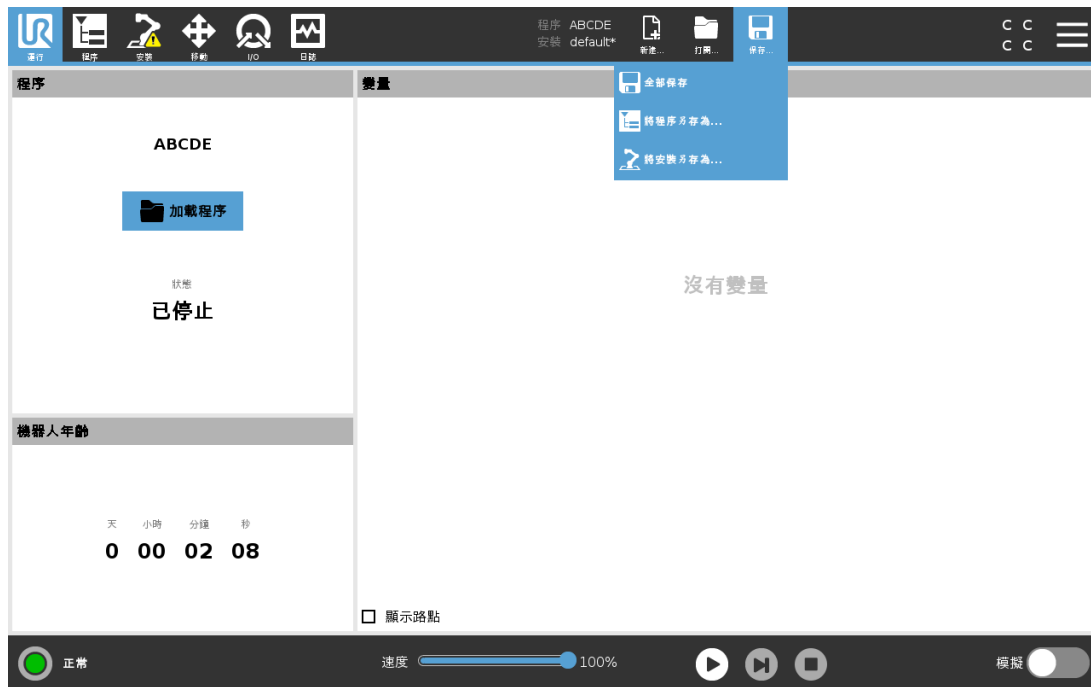 UR
運行
程序
安裝
移動
I/O
日誌
程序 ABCDE
安裝 default*
新建...
打開...
保存...
C C
C C
全部保存
將程序另存為...
將安裝另存為...
程序
ABCDE
加載程序
狀態
已停止
機器人年齡
天 小時 分鐘 秒
0 00 02 08
變量
沒有變量
顯示路點
正常
速度 100%
模擬